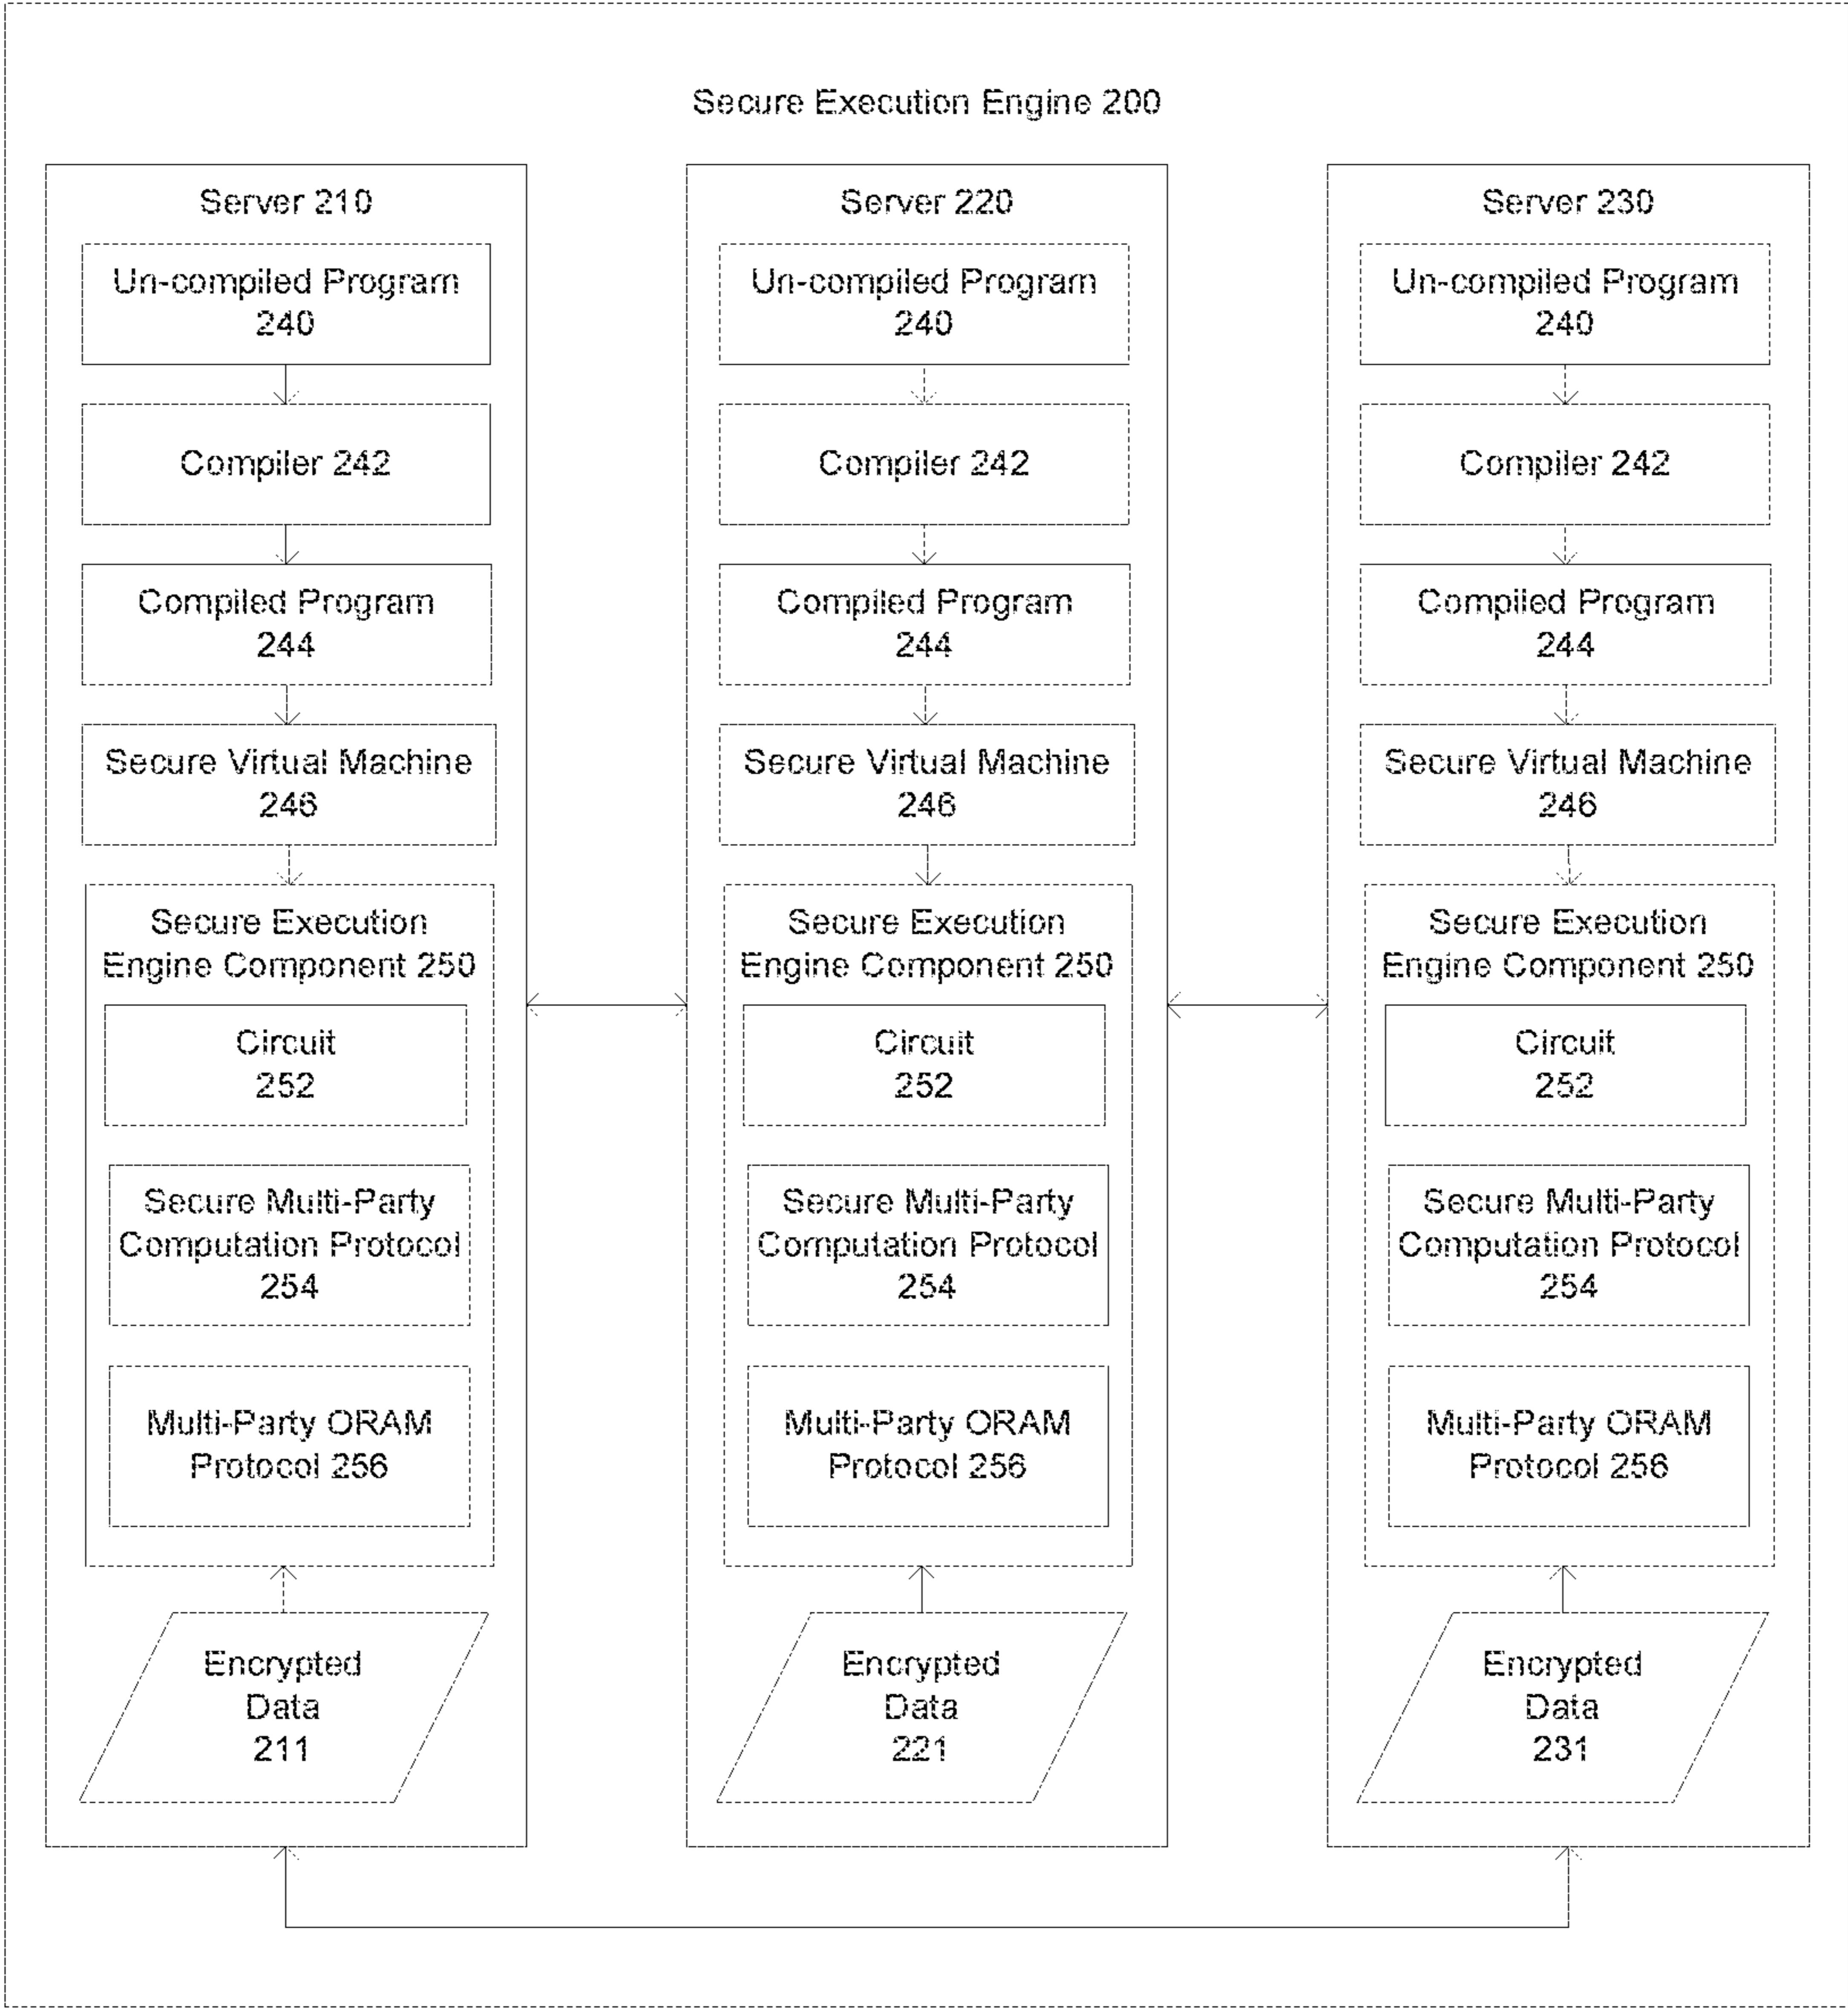 Secure Execution Engine 200
Server 210
Un-compiled Program
240
Compiler 242
Compiled Program
244
Secure Virtual Machine
246
Secure Execution
Engine Component 250
Circuit
252
Secure Multi-Party
Computation Protocol
254
Multi-Party ORAM
Protocol 256
Encrypted
Data
211
Server 220
Un-compiled Program
240
Compiler 242
Compiled Program
244
Secure Virtual Machine
246
Secure Execution
Engine Component 250
Circuit
252
Secure Multi-Party
Computation Protocol
254
Multi-Party ORAM
Protocol 256
Encrypted
Data
221
Server 230
Un-compiled Program
240
Compiler 242
Compiled Program
244
Secure Virtual Machine
246
Secure Execution
Engine Component 250
Circuit
252
Secure Multi-Party
Computation Protocol
254
Multi-Party ORAM
Protocol 256
Encrypted
Data
231